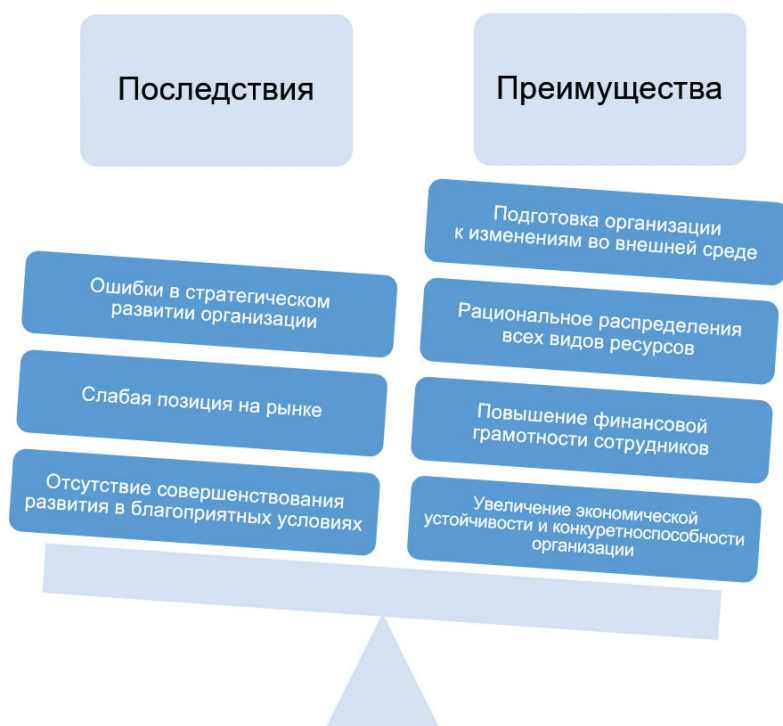 Последствия
Ошибки в стратегическом
развитии организации
Слабая позиция на рынке
Отсутствие совершенствования
развития в благоприятных условиях
Преимущества
Подготовка организации
к изменениям во внешней среде
Рациональное распределения
всех видов ресурсов
Повышение финансовой
грамотности сотрудников
Увеличение экономической
устойчивости и конкуретноспособности
организации